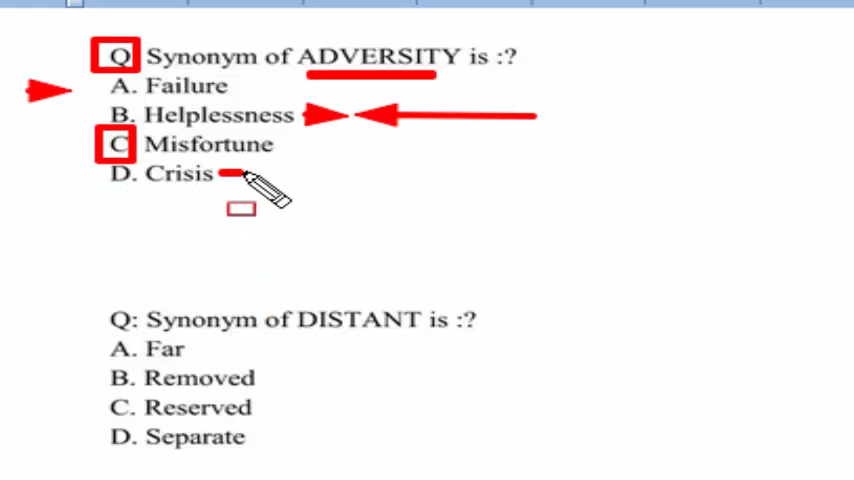 Q Synonym of ADVERSITY is :?
A. Failure
B. Helplessness
C Misfortune
D. Crisis
Q: Synonym of DISTANT is :?
A. Far
B. Removed
C. Reserved
D. Separate